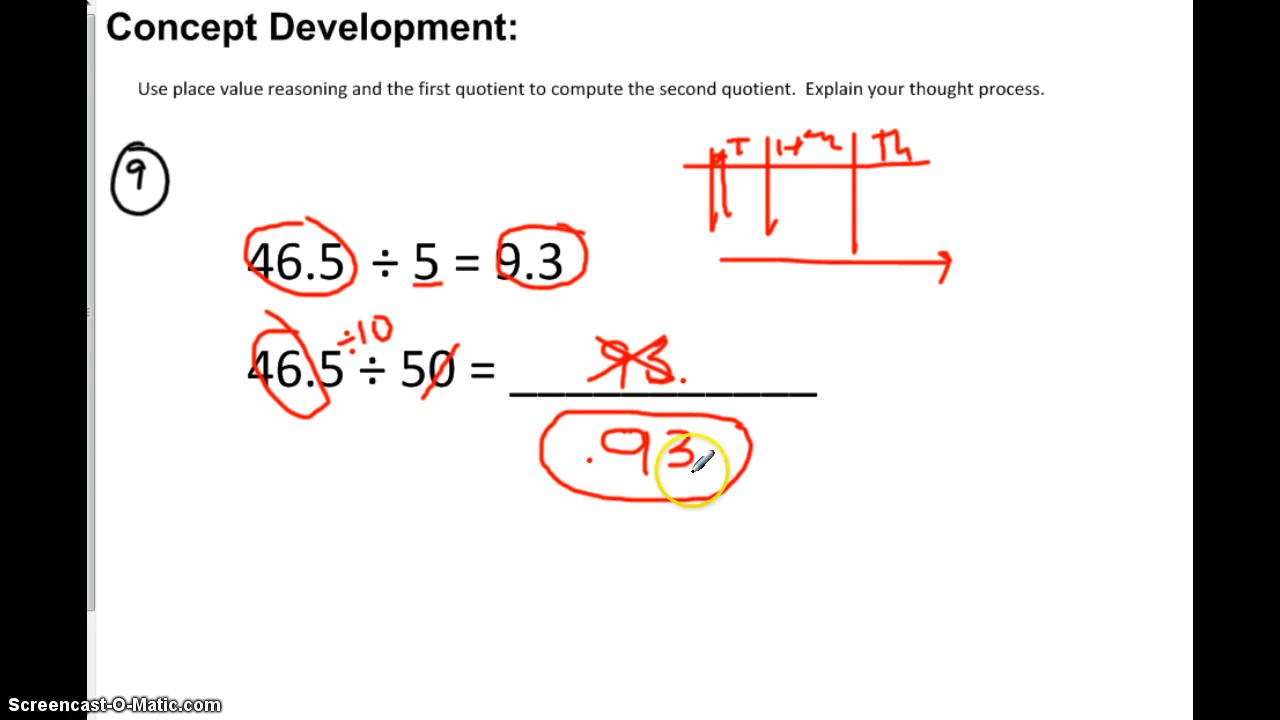 Concept Development:
Use place value reasoning and the first quotient to compute the second quotient. Explain your thought process.
9
T H Th
46.5 ÷ 5 = 9.3
÷10
46.5 ÷ 50 = 93.
.93
Screencast-O-Matic.com